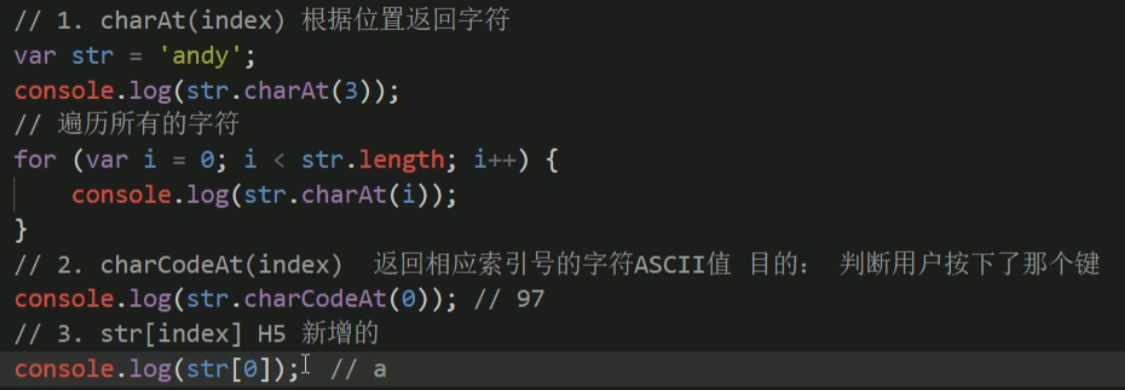 // 1. charAt(index) 根据位置返回字符
var str = 'andy';
console.log(str.charAt(3));
// 遍历所有的字符
for (var i = 0; i < str.length; i++) {
    console.log(str.charAt(i));
}
// 2. charCodeAt(index)  返回相应索引号的字符ASCII值 目的： 判断用户按下了那个键
console.log(str.charCodeAt(0)); // 97
// 3. str[index] H5 新增的
console.log(str[0]);  // a